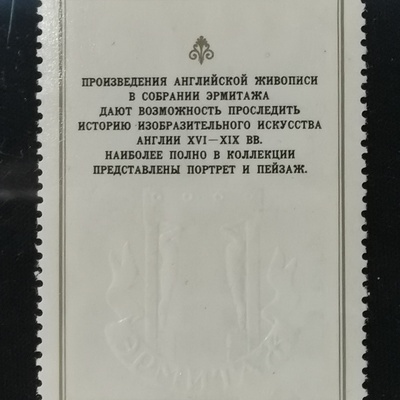 ПРОИЗВЕДЕНИЯ АНГЛИЙСКОЙ ЖИВОПИСИ
В СОБРАНИИ ЭРМИТАЖА
ДАЮТ ВОЗМОЖНОСТЬ ПРОСЛЕДИТЬ
ИСТОРИЮ ИЗОБРАЗИТЕЛЬНОГО ИСКУССТВА
АНГЛИИ XVI—XIX ВВ.
НАИБОЛЕЕ ПОЛНО В КОЛЛЕКЦИИ
ПРЕДСТАВЛЕНЫ ПОРТРЕТ И ПЕЙЗАЖ.